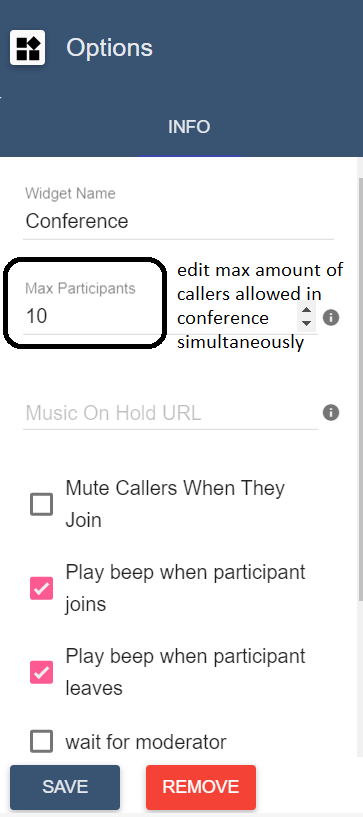 Options
INFO
Widget Name
Conference
Max Participants
10
edit max amount of
callers allowed in
conference
simultaneously
Music On Hold URL
Mute Callers When They
Join
Play beep when participant
joins
Play beep when participant
leaves
wait for moderator
SAVE
REMOVE